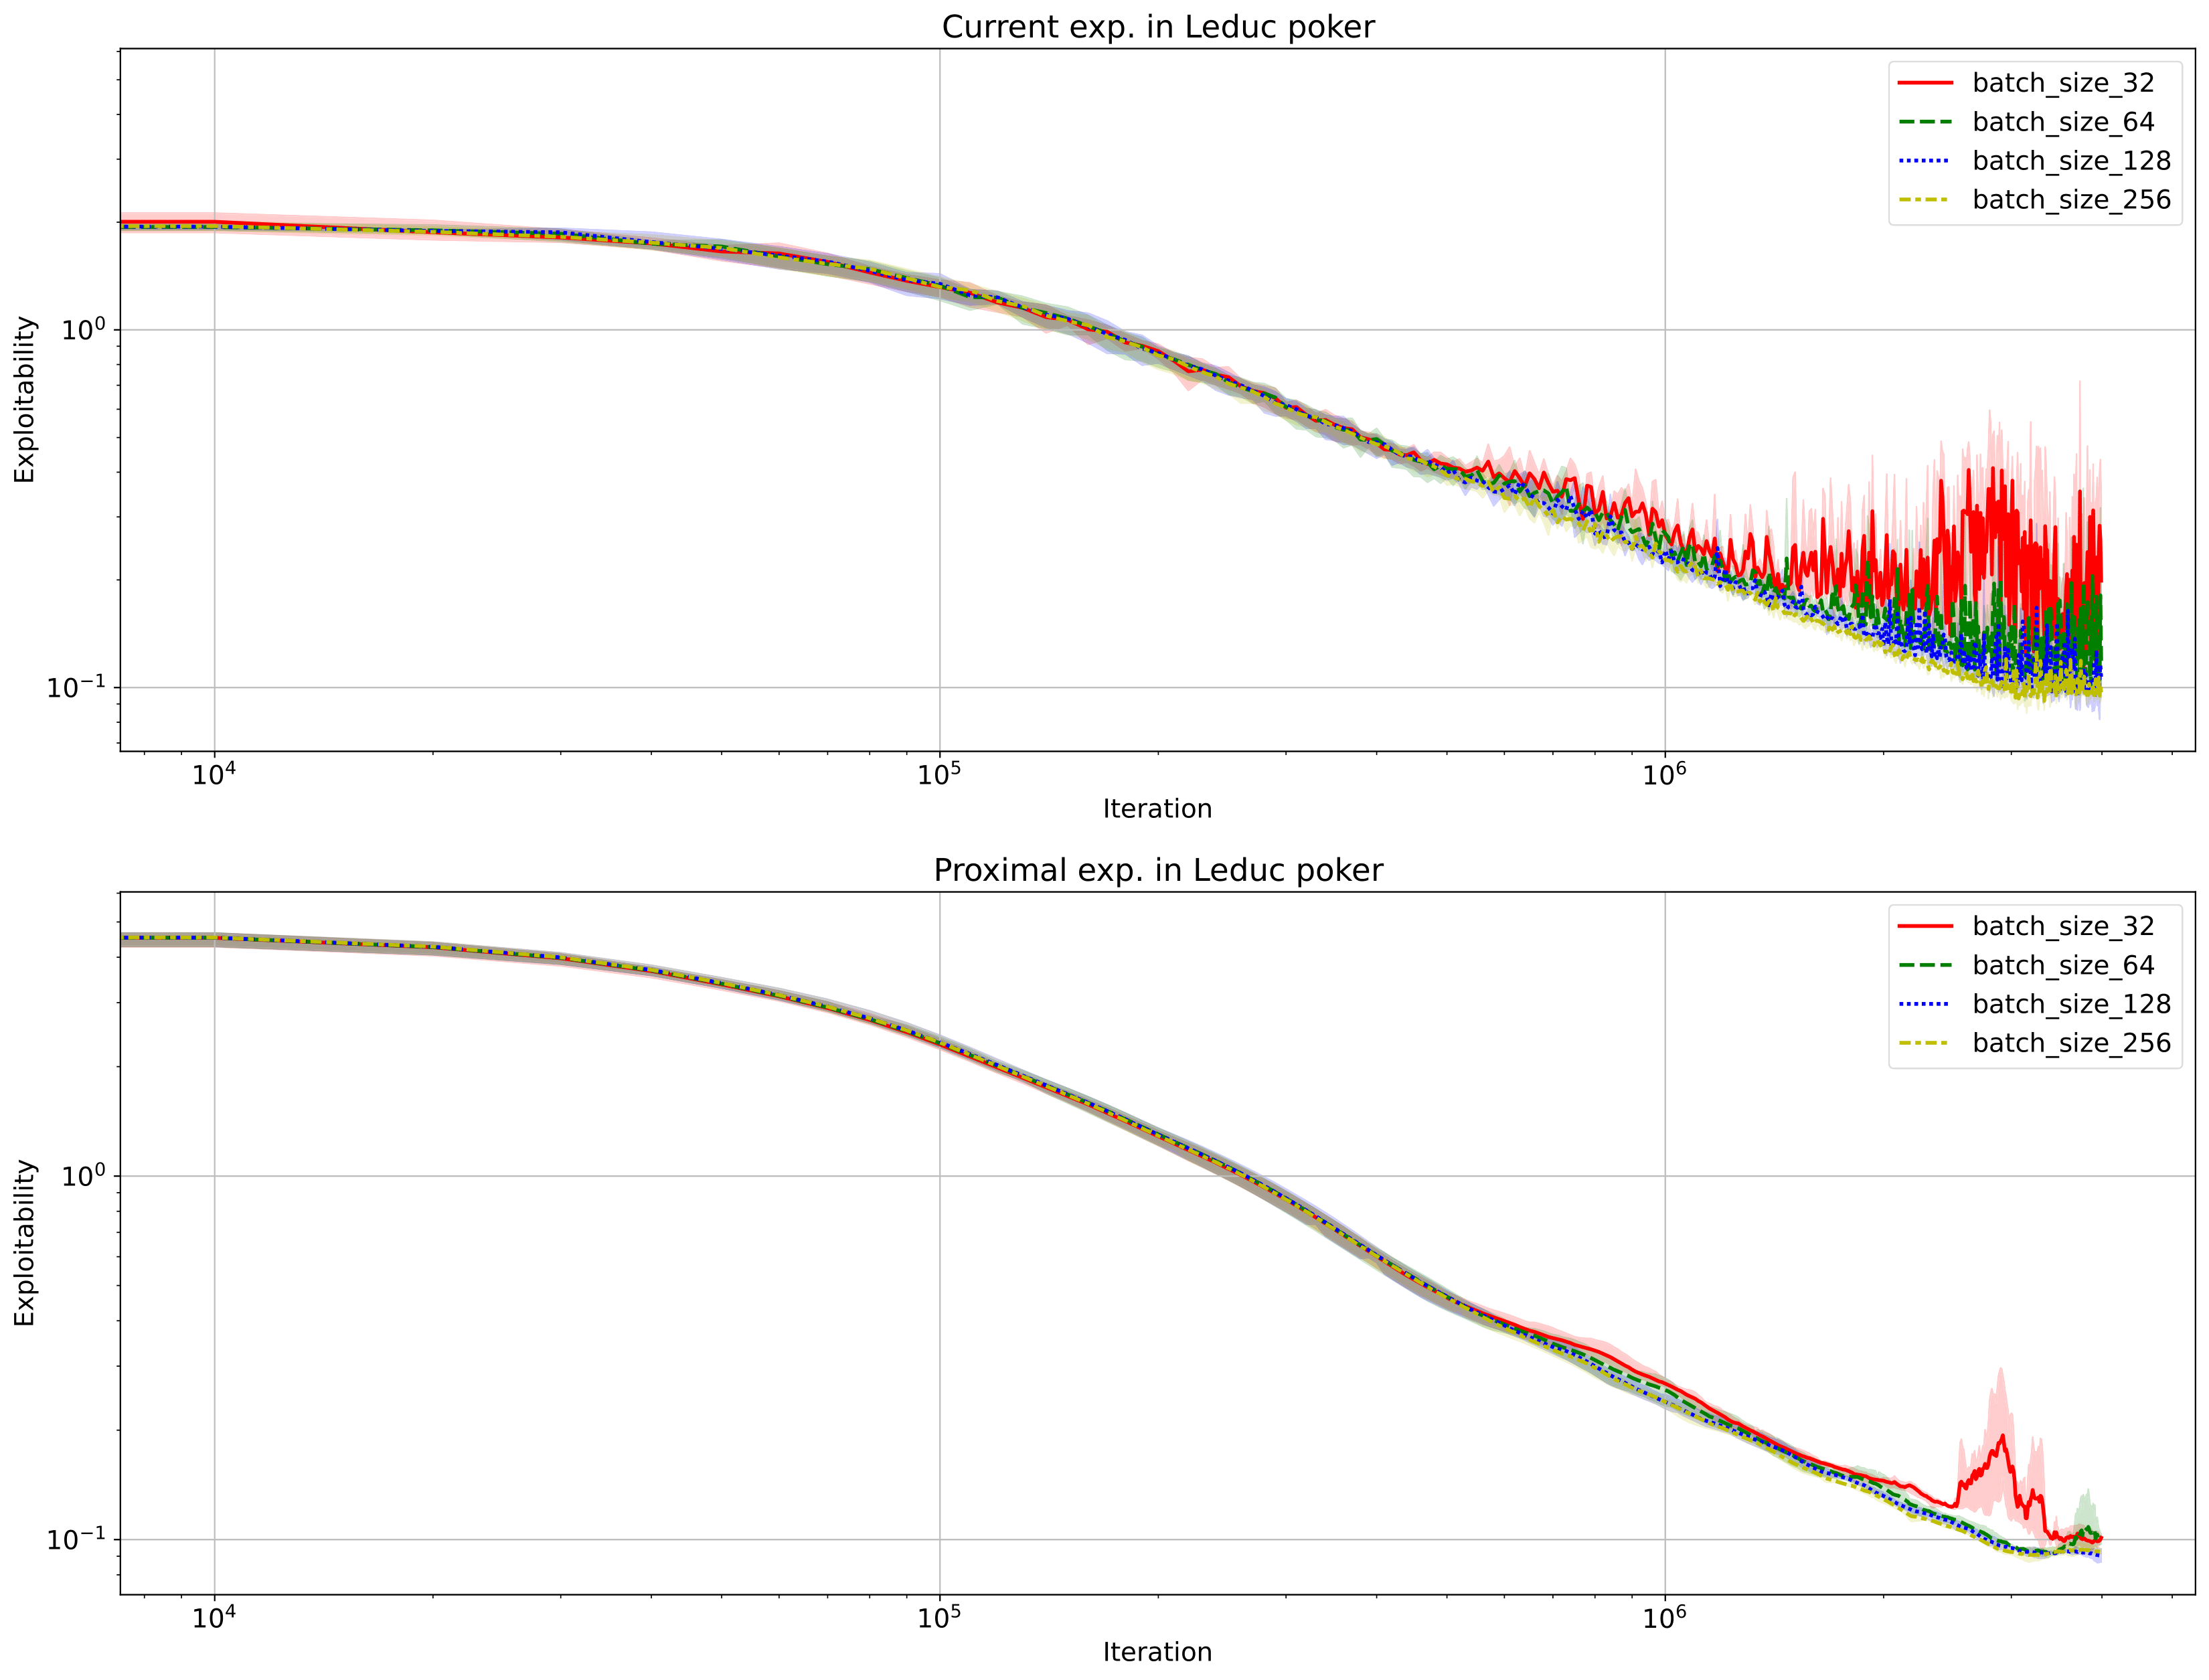 Current exp. in Leduc poker
batch_size_32
batch_size_64
batch_size_128
batch_size_256
Exploitability
10⁰
10⁻¹
10⁴
10⁵
10⁶
Iteration
Proximal exp. in Leduc poker
batch_size_32
batch_size_64
batch_size_128
batch_size_256
Exploitability
10⁰
10⁻¹
10⁴
10⁵
10⁶
Iteration